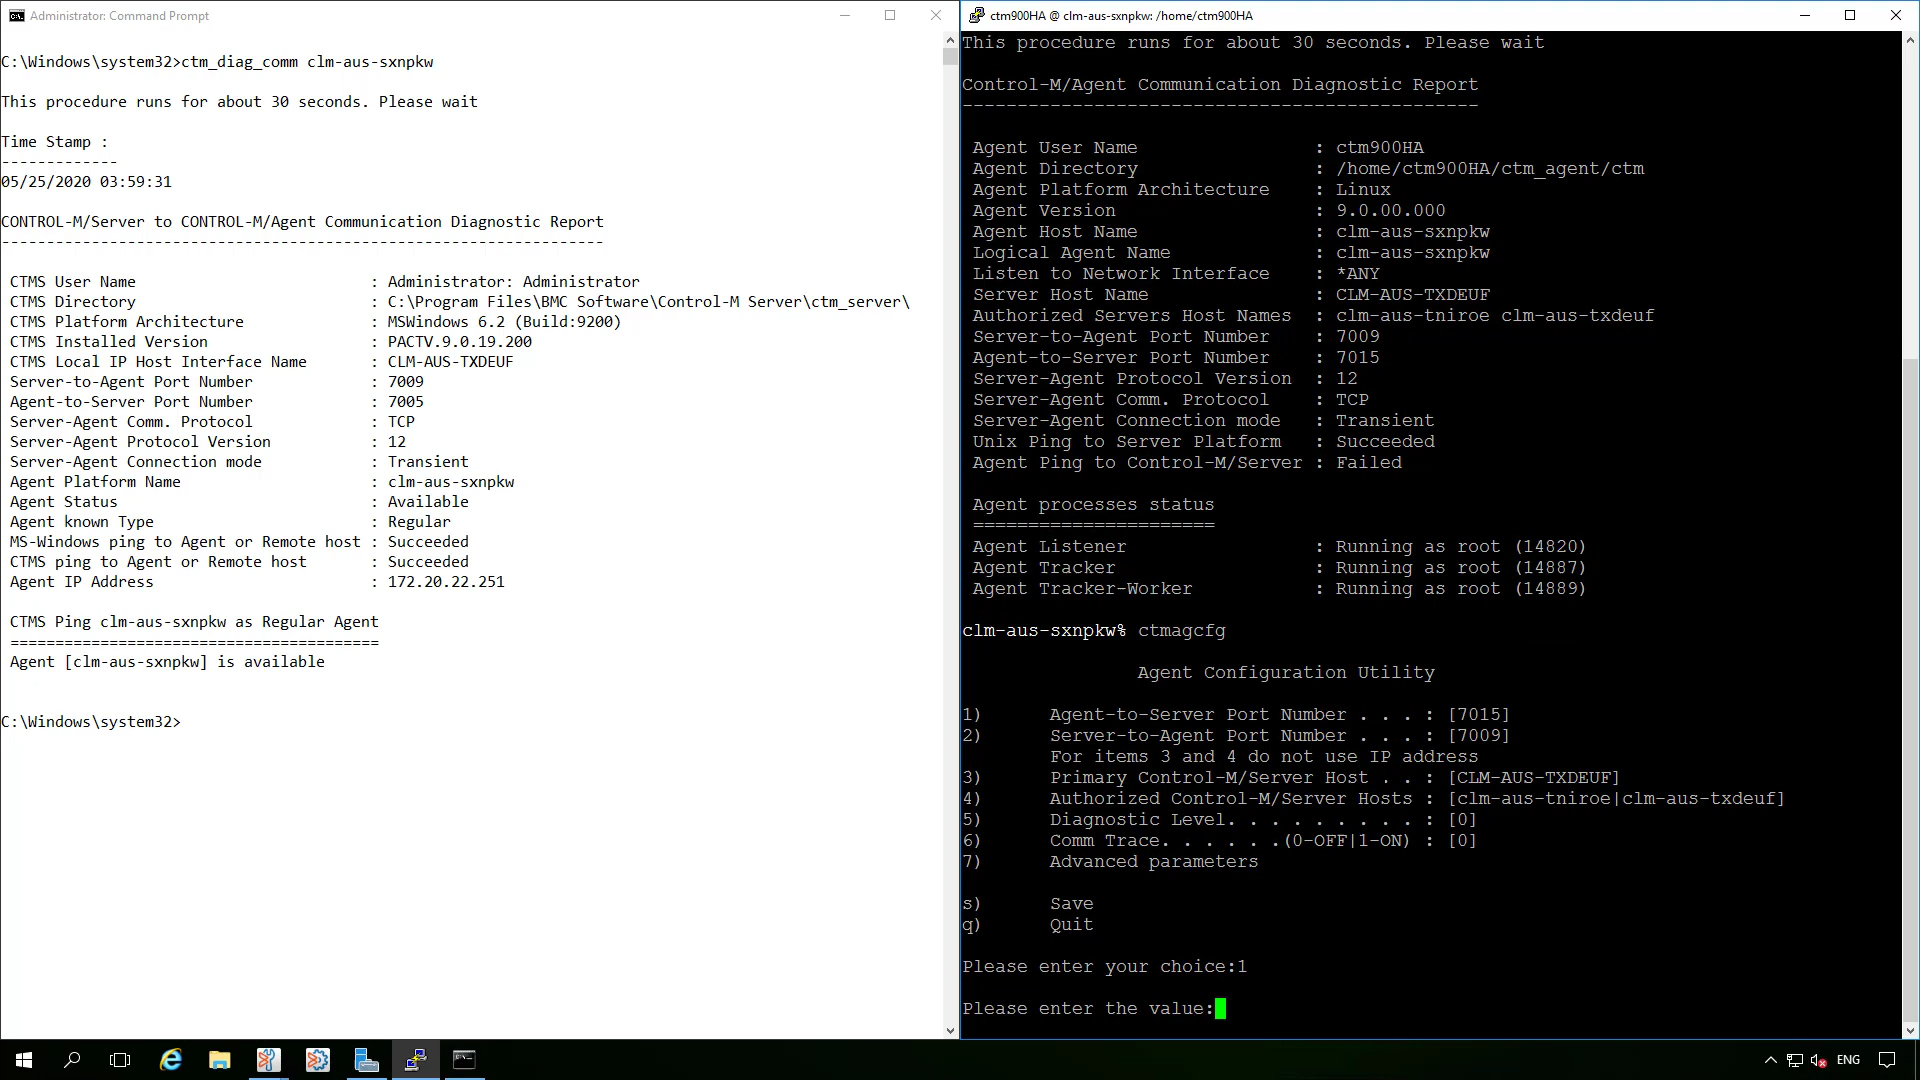 Administrator: Command Prompt
C:\Windows\system32>ctm_diag_comm clm-aus-sxnpkw
This procedure runs for about 30 seconds. Please wait
Time Stamp :
-------------
05/25/2020 03:59:31
CONTROL-M/Server to CONTROL-M/Agent Communication Diagnostic Report
-------------------------------------------------------------------
CTMS User Name : Administrator: Administrator
CTMS Directory : C:\Program Files\BMC Software\Control-M Server\ctm_server\
CTMS Platform Architecture : MSWindows 6.2 (Build:9200)
CTMS Installed Version : PACTV.9.0.19.200
CTMS Local IP Host Interface Name : CLM-AUS-TXDEUF
Server-to-Agent Port Number : 7009
Agent-to-Server Port Number : 7005
Server-Agent Comm. Protocol : TCP
Server-Agent Protocol Version : 12
Server-Agent Connection mode : Transient
Agent Platform Name : clm-aus-sxnpkw
Agent Status : Available
Agent known Type : Regular
MS-Windows ping to Agent or Remote host : Succeeded
CTMS ping to Agent or Remote host : Succeeded
Agent IP Address : 172.20.22.251
CTMS Ping clm-aus-sxnpkw as Regular Agent
=========================================
Agent [clm-aus-sxnpkw] is available
C:\Windows\system32>
ctm900HA @ clm-aus-sxnpkw: /home/ctm900HA
This procedure runs for about 30 seconds. Please wait
Control-M/Agent Communication Diagnostic Report
-----------------------------------------------
Agent User Name : ctm900HA
Agent Directory : /home/ctm900HA/ctm_agent/ctm
Agent Platform Architecture : Linux
Agent Version : 9.0.00.000
Agent Host Name : clm-aus-sxnpkw
Logical Agent Name : clm-aus-sxnpkw
Listen to Network Interface : *ANY
Server Host Name : CLM-AUS-TXDEUF
Authorized Servers Host Names : clm-aus-tniroe clm-aus-txdeuf
Server-to-Agent Port Number : 7009
Agent-to-Server Port Number : 7015
Server-Agent Protocol Version : 12
Server-Agent Comm. Protocol : TCP
Server-Agent Connection mode : Transient
Unix Ping to Server Platform : Succeeded
Agent Ping to Control-M/Server : Failed
Agent processes status
======================
Agent Listener : Running as root (14820)
Agent Tracker : Running as root (14887)
Agent Tracker-Worker : Running as root (14889)
clm-aus-sxnpkw% ctmagcfg
Agent Configuration Utility
1) Agent-to-Server Port Number . . . : [7015]
2) Server-to-Agent Port Number . . . : [7009]
For items 3 and 4 do not use IP address
3) Primary Control-M/Server Host . . : [CLM-AUS-TXDEUF]
4) Authorized Control-M/Server Hosts : [clm-aus-tniroe|clm-aus-txdeuf]
5) Diagnostic Level. . . . . . . . . : [0]
6) Comm Trace. . . . . .(0-OFF|1-ON) : [0]
7) Advanced parameters
s) Save
q) Quit
Please enter your choice:1
Please enter the value:
ENG